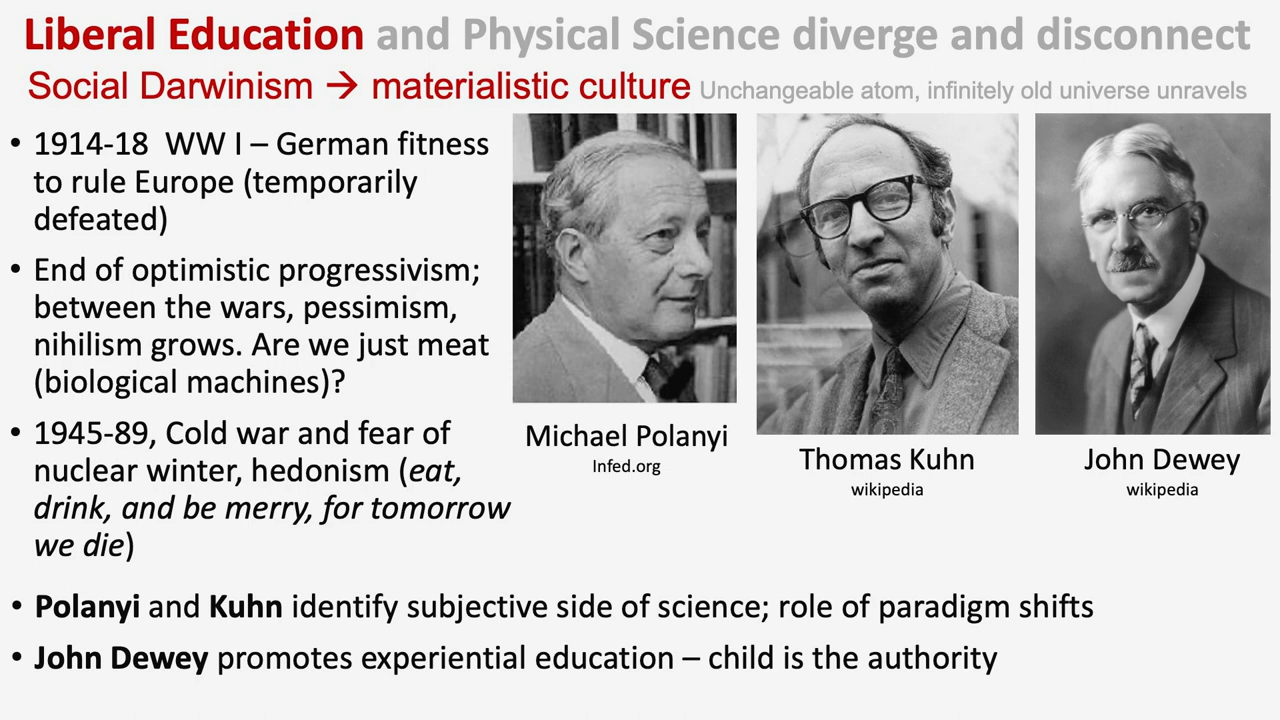 Liberal Education and Physical Science diverge and disconnect
Social Darwinism → materialistic culture Unchangeable atom, infinitely old universe unravels
• 1914-18 WW I – German fitness
to rule Europe (temporarily
defeated)
• End of optimistic progressivism;
between the wars, pessimism,
nihilism grows. Are we just meat
(biological machines)?
• 1945-89, Cold war and fear of
nuclear winter, hedonism (eat,
drink, and be merry, for tomorrow
we die)
Michael Polanyi
Infed.org
Thomas Kuhn
wikipedia
John Dewey
wikipedia
• Polanyi and Kuhn identify subjective side of science; role of paradigm shifts
• John Dewey promotes experiential education – child is the authority